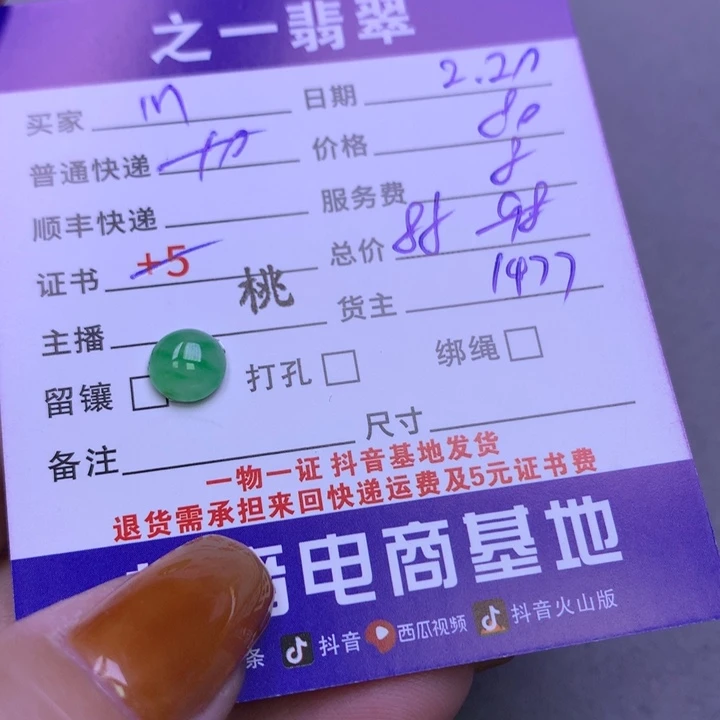 之一翡翠
买家 m 日期 2.20
普通快递 价格 80
顺丰快递 服务费 8
证书 +5 总价 88 98
主播 桃 货主 1477
留镶 打孔 绑绳
备注 尺寸
一物一证 抖音基地发货
退货需承担来回快递运费及5元证书费
音电商基地
条 抖音 西瓜视频 抖音火山版